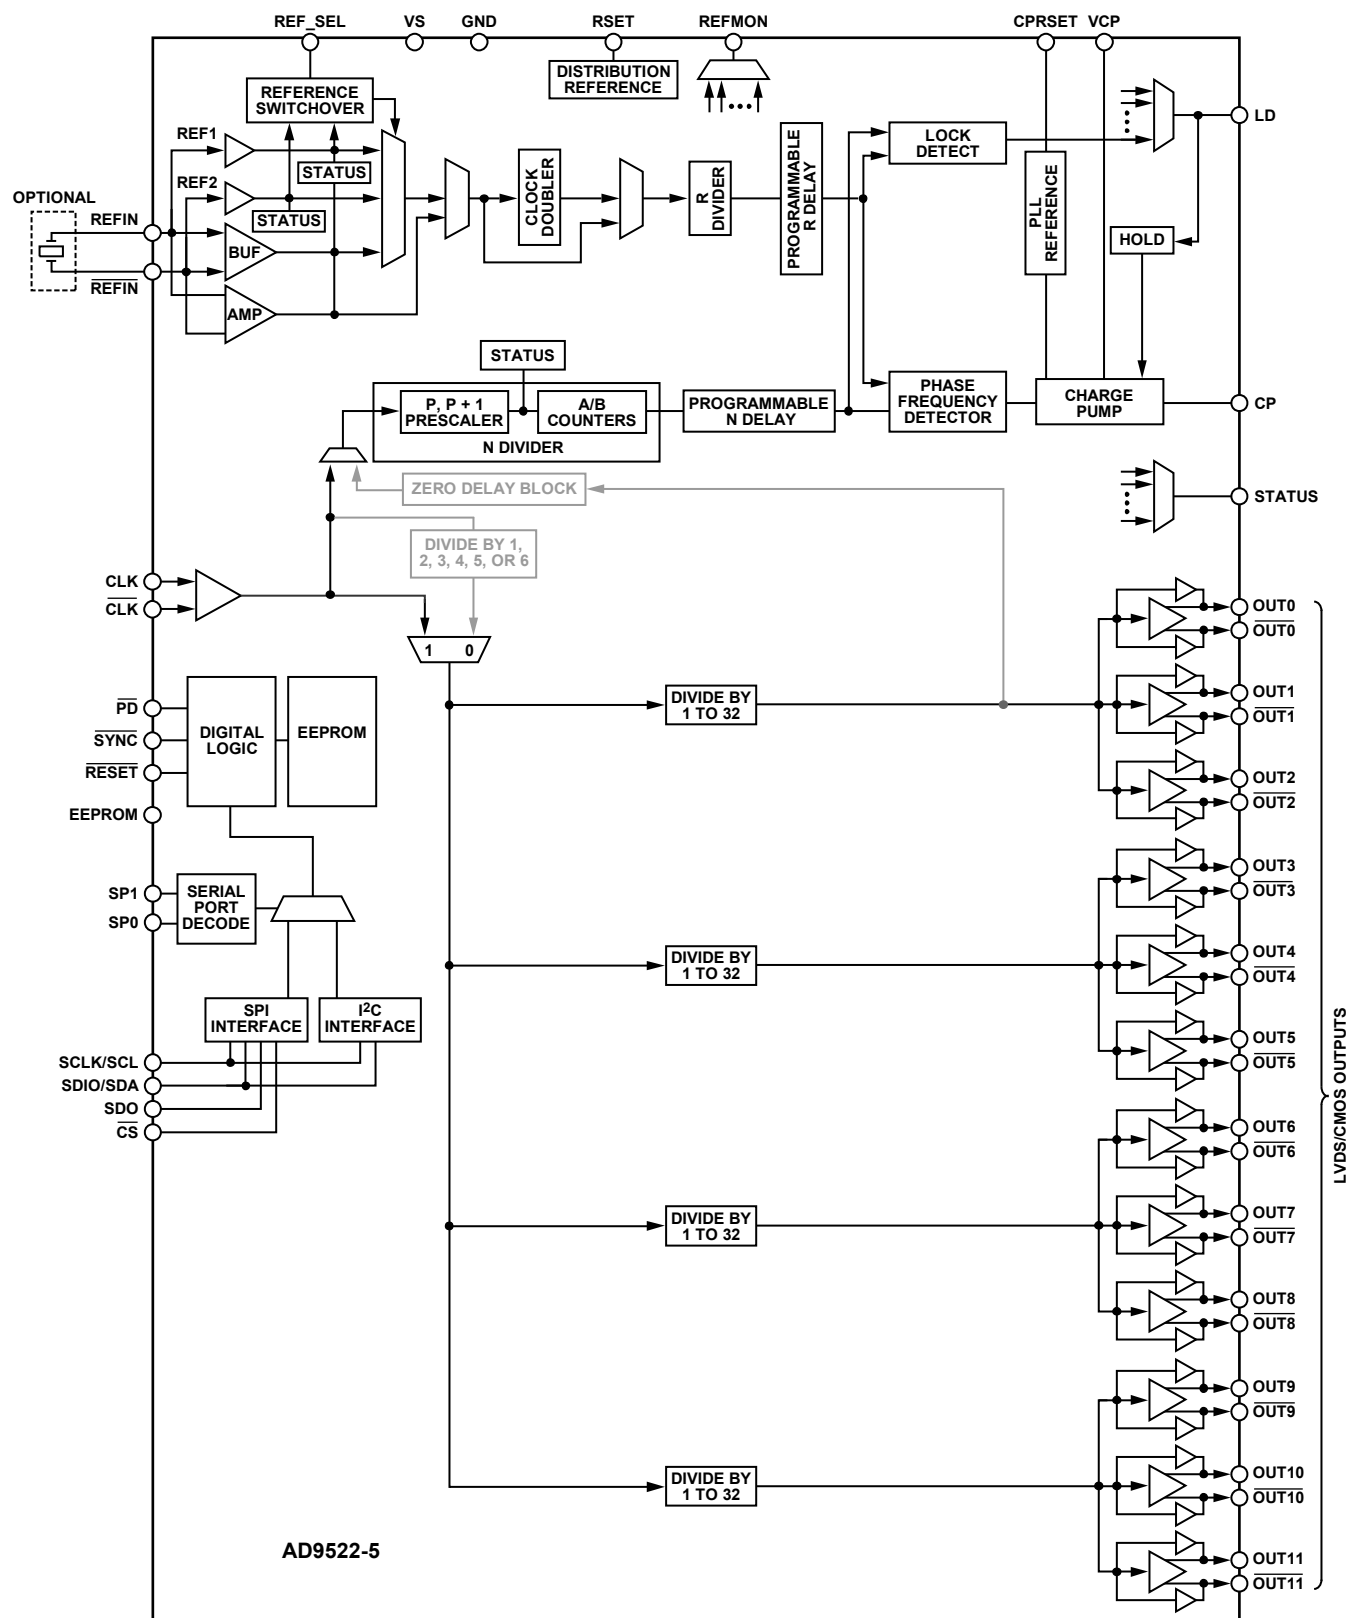 REF_SEL VS GND RSET REFMON CPRSET VCP
DISTRIBUTION
REFERENCE
REFERENCE
SWITCHOVER
REF1
REF2
STATUS
STATUS
OPTIONAL
REFIN
REFIN
BUF
AMP
CLOCK
DOUBLER
R
DIVIDER
PROGRAMMABLE
R DELAY
LOCK
DETECT
LD
PLL
REFERENCE
HOLD
STATUS
P, P + 1
PRESCALER
A/B
COUNTERS
N DIVIDER
PROGRAMMABLE
N DELAY
PHASE
FREQUENCY
DETECTOR
CHARGE
PUMP
CP
ZERO DELAY BLOCK
STATUS
DIVIDE BY 1,
2, 3, 4, 5, OR 6
CLK
CLK
1 0
PD
SYNC
RESET
EEPROM
DIGITAL
LOGIC
EEPROM
SP1
SP0
SERIAL
PORT
DECODE
SPI
INTERFACE
I²C
INTERFACE
SCLK/SCL
SDIO/SDA
SDO
CS
DIVIDE BY
1 TO 32
DIVIDE BY
1 TO 32
DIVIDE BY
1 TO 32
DIVIDE BY
1 TO 32
OUT0
OUT0
OUT1
OUT1
OUT2
OUT2
OUT3
OUT3
OUT4
OUT4
OUT5
OUT5
OUT6
OUT6
OUT7
OUT7
OUT8
OUT8
OUT9
OUT9
OUT10
OUT10
OUT11
OUT11
LVDS/CMOS OUTPUTS
AD9522-5